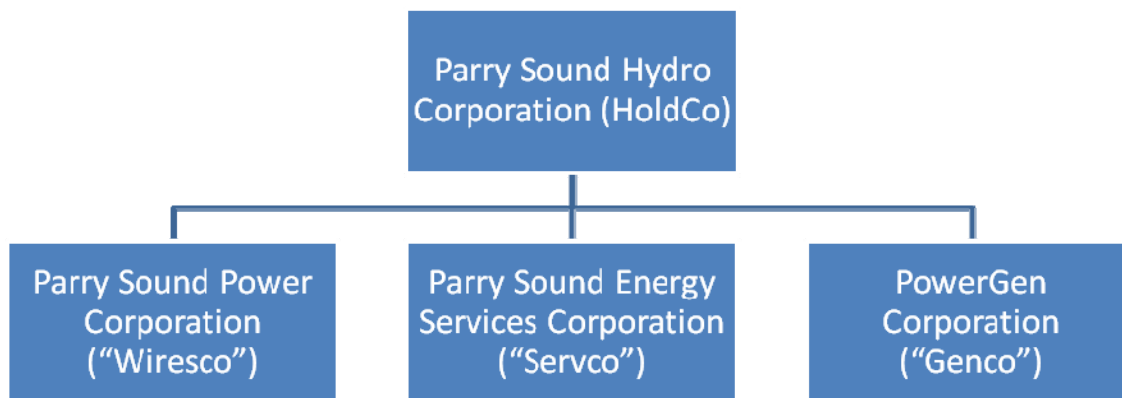 Parry Sound Hydro
Corporation (HoldCo)
Parry Sound Power
Corporation
(“Wiresco”)
Parry Sound Energy
Services Corporation
(“Servco”)
PowerGen
Corporation
(“Genco”)